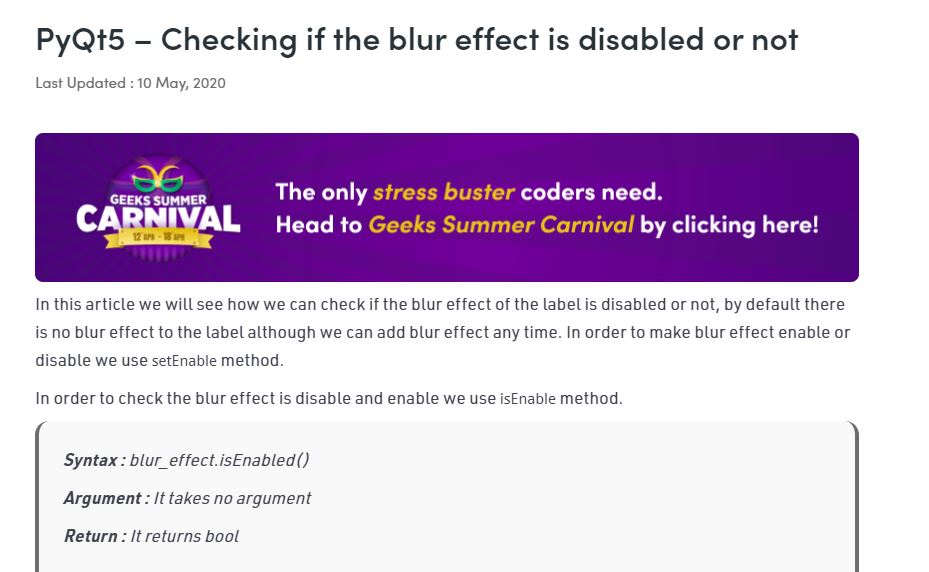 PyQt5 – Checking if the blur effect is disabled or not
Last Updated : 10 May, 2020
GEEKS SUMMER
CARNIVAL
12 APR - 18 APR
The only stress buster coders need.
Head to Geeks Summer Carnival by clicking here!
In this article we will see how we can check if the blur effect of the label is disabled or not, by default there
is no blur effect to the label although we can add blur effect any time. In order to make blur effect enable or
disable we use setEnable method.
In order to check the blur effect is disable and enable we use isEnable method.
Syntax : blur_effect.isEnabled()
Argument : It takes no argument
Return : It returns bool